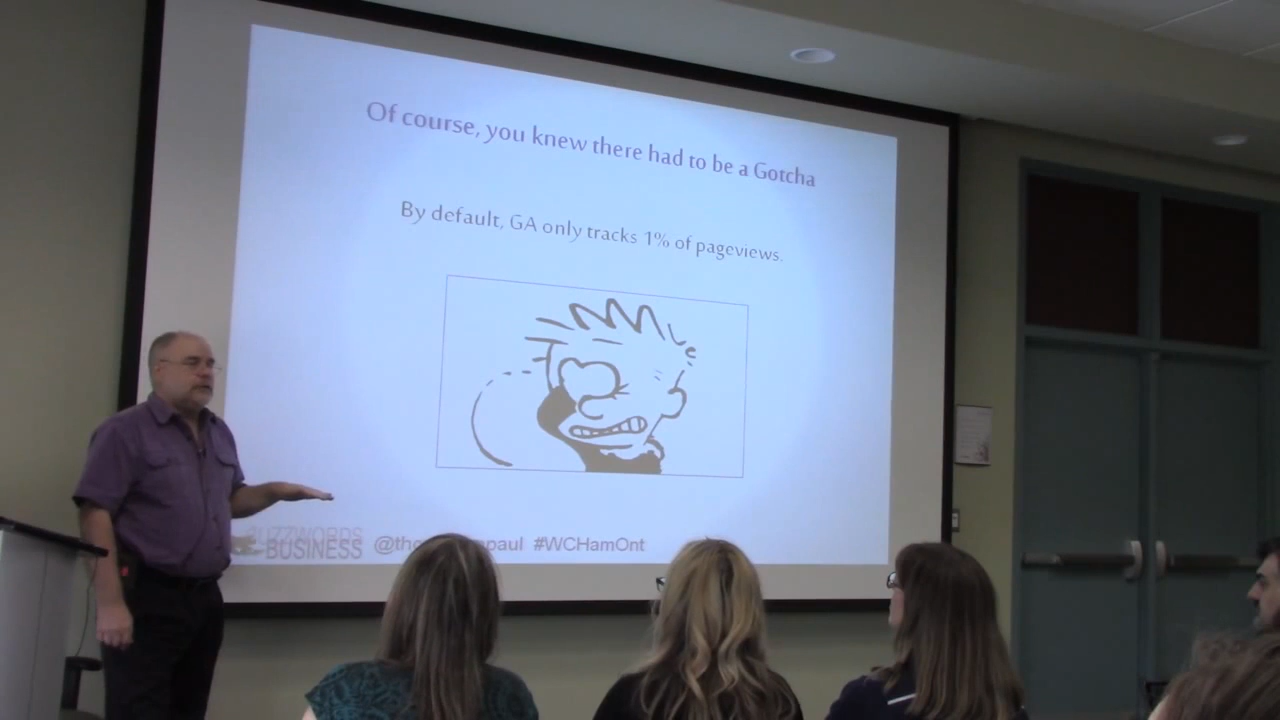 Of course, you knew there had to be a Gotcha
By default, GA only tracks 1% of pageviews.
BUZZWORDS
BUSINESS #WCHamOnt